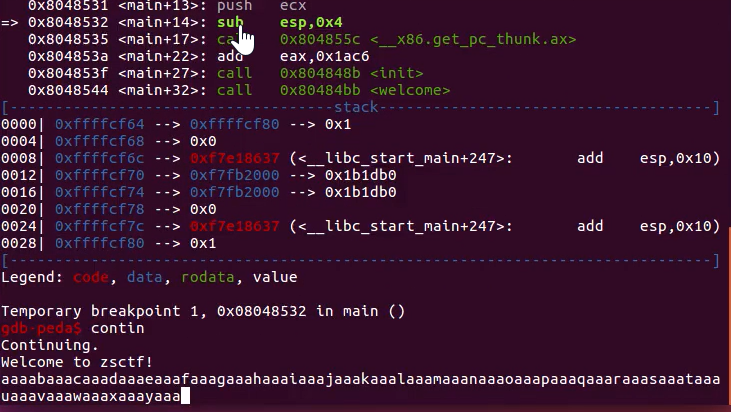 0x8048531 <main+13>: push ecx
=> 0x8048532 <main+14>: sub esp,0x4
0x8048535 <main+17>: call 0x804855c <__x86.get_pc_thunk.ax>
0x804853a <main+22>: add eax,0x1ac6
0x804853f <main+27>: call 0x804848b <init>
0x8048544 <main+32>: call 0x80484bb <welcome>
[------------------------------------stack-------------------------------------]
0000| 0xffffcf64 --> 0xffffcf80 --> 0x1
0004| 0xffffcf68 --> 0x0
0008| 0xffffcf6c --> 0xf7e18637 (<__libc_start_main+247>: add esp,0x10)
0012| 0xffffcf70 --> 0xf7fb2000 --> 0x1b1db0
0016| 0xffffcf74 --> 0xf7fb2000 --> 0x1b1db0
0020| 0xffffcf78 --> 0x0
0024| 0xffffcf7c --> 0xf7e18637 (<__libc_start_main+247>: add esp,0x10)
0028| 0xffffcf80 --> 0x1
[------------------------------------------------------------------------------]
Legend: code, data, rodata, value
Temporary breakpoint 1, 0x08048532 in main ()
gdb-peda$ contin
Continuing.
Welcome to zsctf!
aaaabaaacaaadaaaeaaafaaagaaahaaaiaaajaaakaaalaaamaaanaaaoaaapaaaqaaaraaasaaataaa
uaaavaaawaaaxaaayaaa